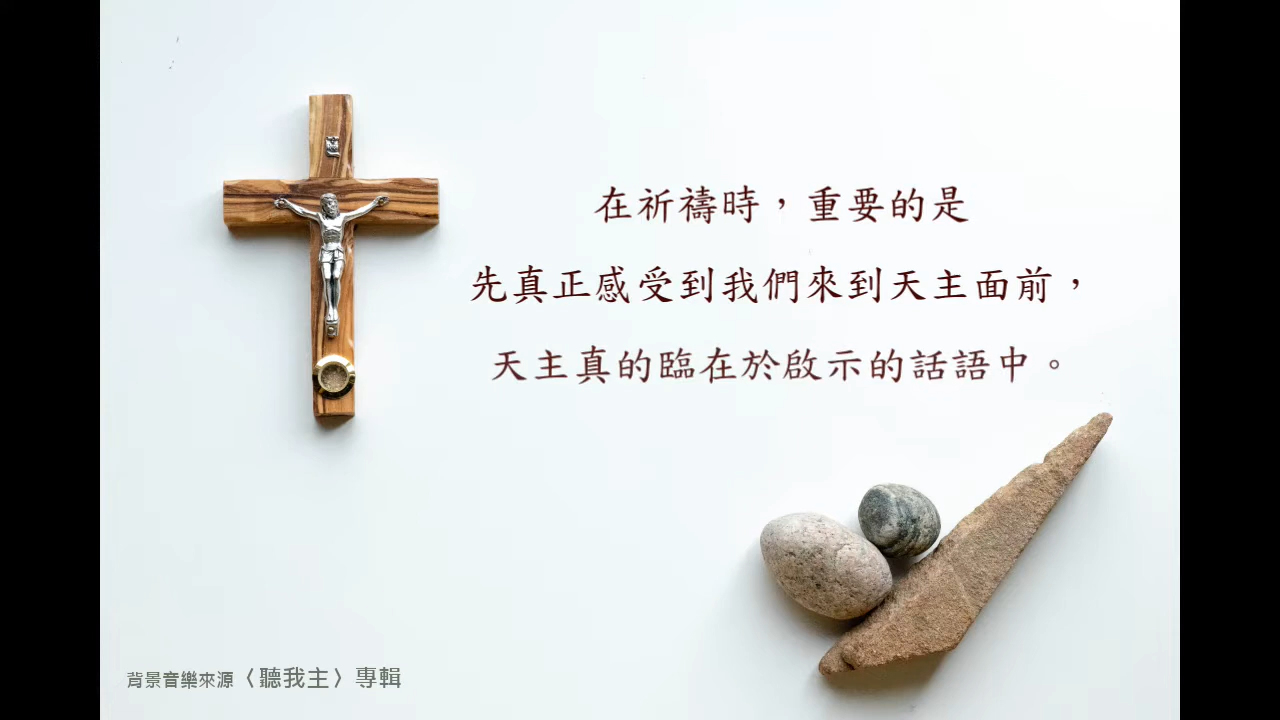 在祈禱時，重要的是
先真正感受到我們來到天主面前，
天主真的臨在於啟示的話語中。
背景音樂來源〈聽我主〉專輯